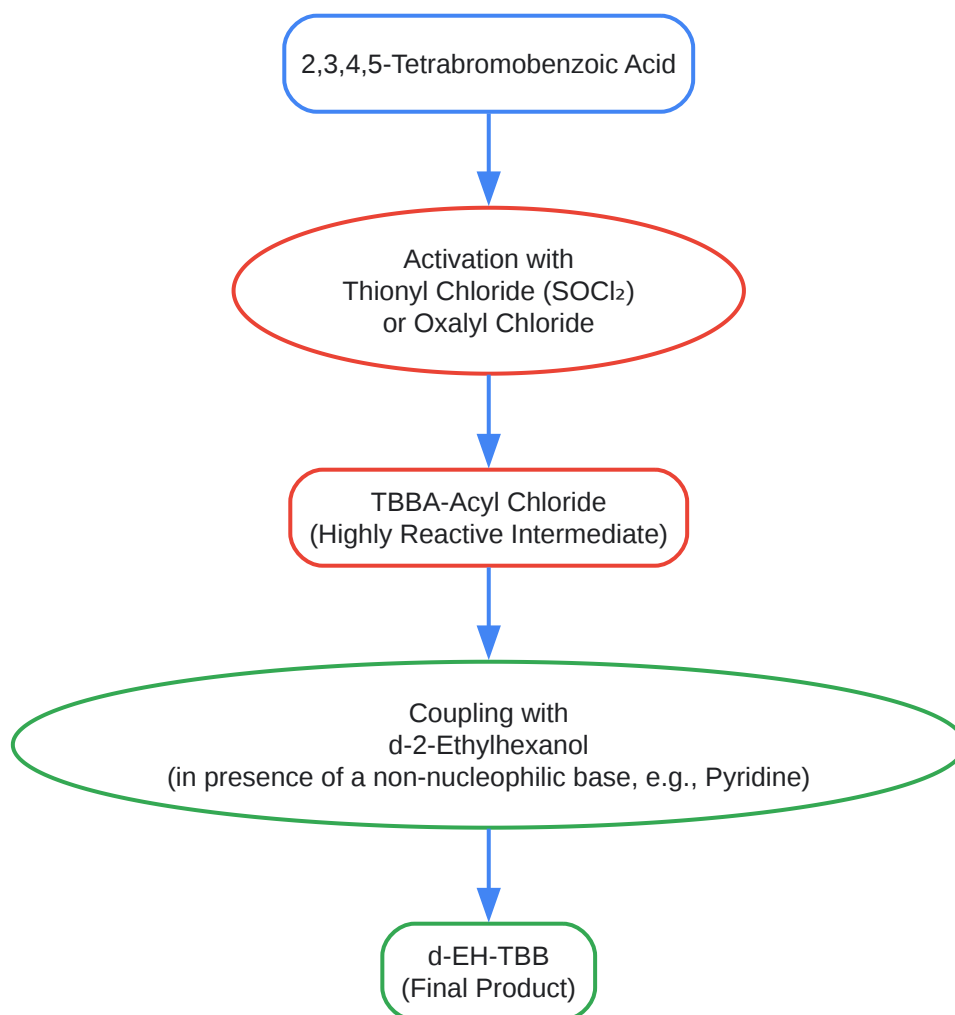 2,3,4,5-Tetrabromobenzoic Acid
Activation with
Thionyl Chloride (SOCl₂)
or Oxalyl Chloride
TBBA-Acyl Chloride
(Highly Reactive Intermediate)
Coupling with
d-2-Ethylhexanol
(in presence of a non-nucleophilic base, e.g., Pyridine)
d-EH-TBB
(Final Product)